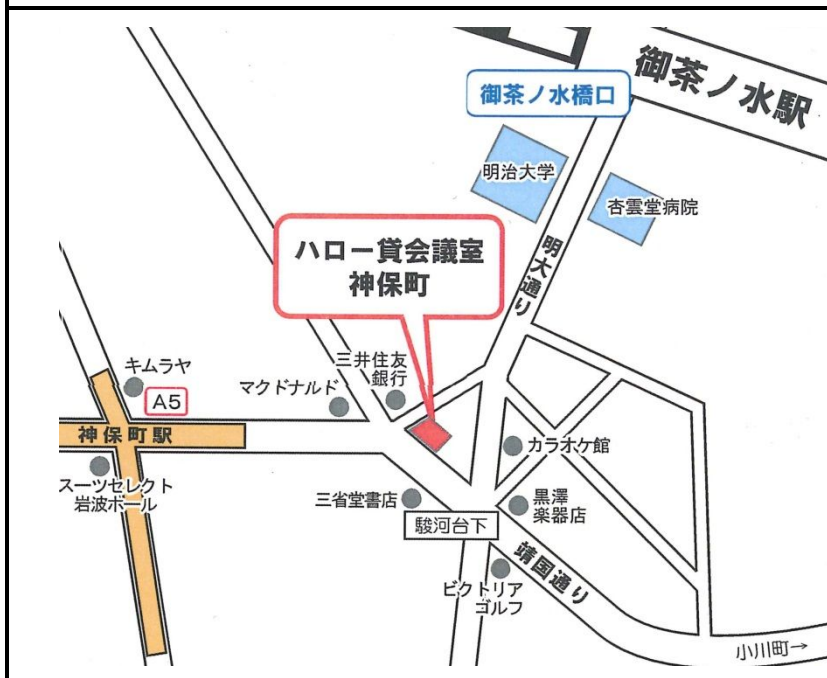 御茶ノ水駅
御茶ノ水橋口
明治大学
杏雲堂病院
明大通り
ハロー貸会議室
神保町
三井住友
銀行
キムラヤ
マクドナルド
A5
神保町駅
カラオケ館
スーツセレクト
岩波ホール
三省堂書店
黒澤
楽器店
駿河台下
靖国通り
ビクトリア
ゴルフ
小川町→